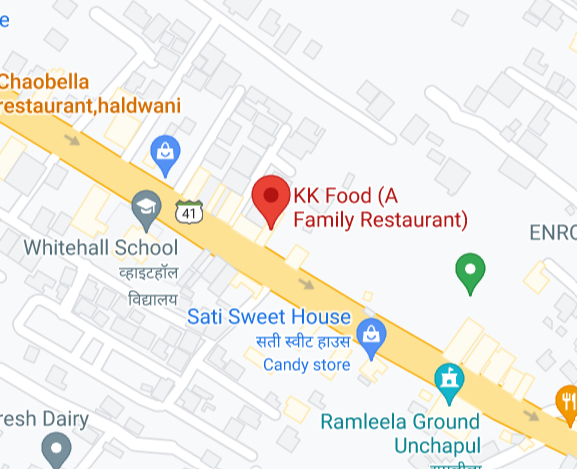 e
Chaobella
restaurant,haldwani
41
KK Food (A
Family Restaurant)
Whitehall School
व्हाइटहॉल
विद्यालय
ENRO
Sati Sweet House
सती स्वीट हाउस
Candy store
resh Dairy
Ramleela Ground
Unchapul